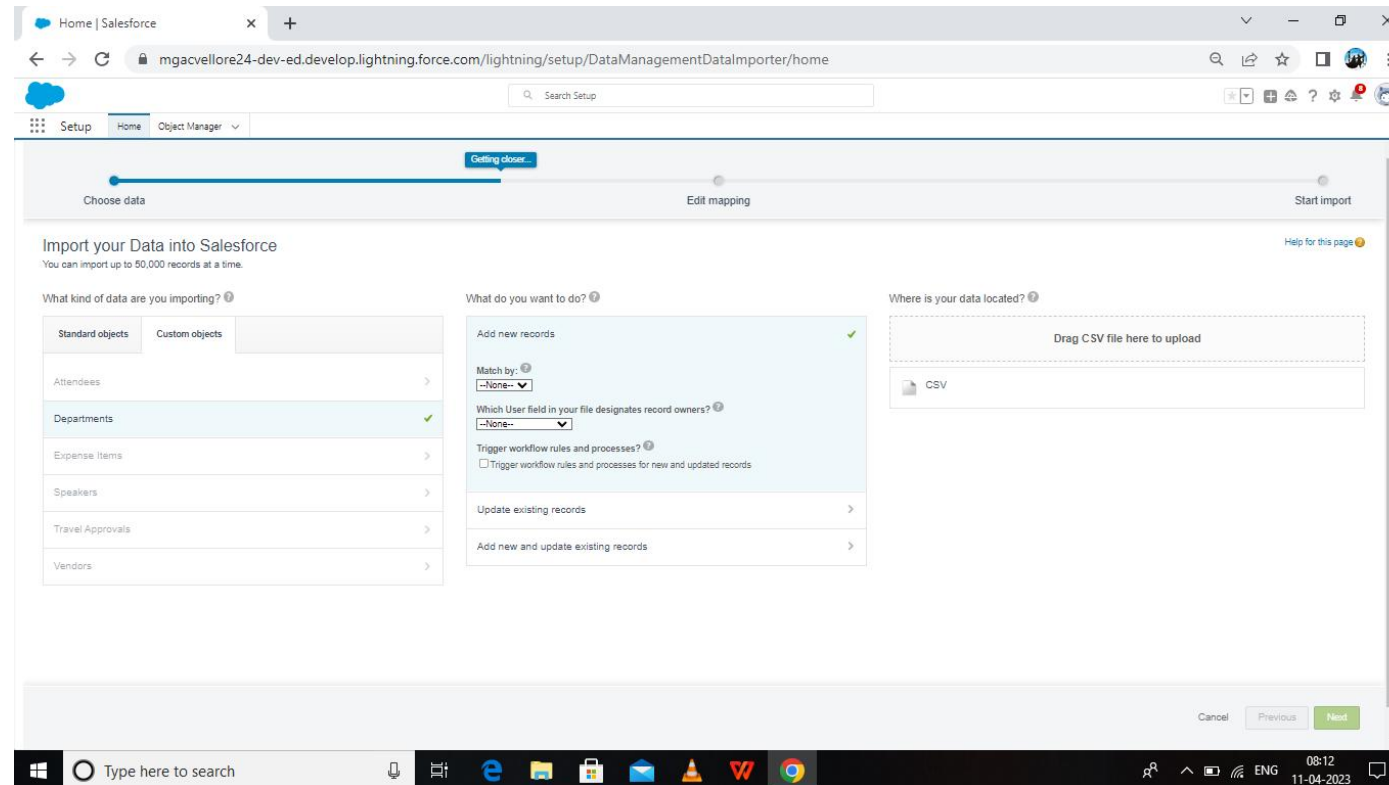 Home | Salesforce
mgacvellore24-dev-ed.develop.lightning.force.com/lightning/setup/DataManagementDataImporter/home
Search Setup
Setup Home Object Manager
Getting closer...
Choose data Edit mapping Start import
Import your Data into Salesforce
Help for this page
You can import up to 50,000 records at a time.
What kind of data are you importing?
Standard objects Custom objects
Attendees
Departments
Expense Items
Speakers
Travel Approvals
Vendors
What do you want to do?
Add new records
Match by:
--None--
Which User field in your file designates record owners?
--None--
Trigger workflow rules and processes?
Trigger workflow rules and processes for new and updated records
Update existing records
Add new and update existing records
Where is your data located?
Drag CSV file here to upload
CSV
Cancel Previous Next
Type here to search
ENG
08:12
11-04-2023